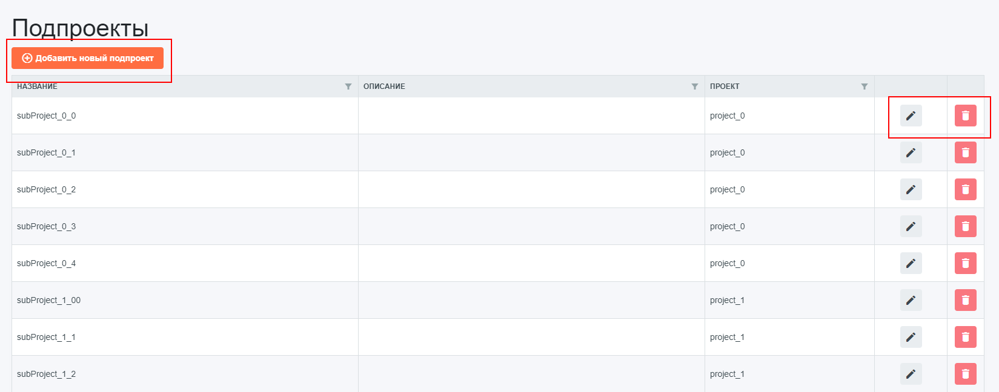 Подпроекты
Добавить новый подпроект
НАЗВАНИЕ ОПИСАНИЕ ПРОЕКТ
subProject_0_0 project_0
subProject_0_1 project_0
subProject_0_2 project_0
subProject_0_3 project_0
subProject_0_4 project_0
subProject_1_00 project_1
subProject_1_1 project_1
subProject_1_2 project_1